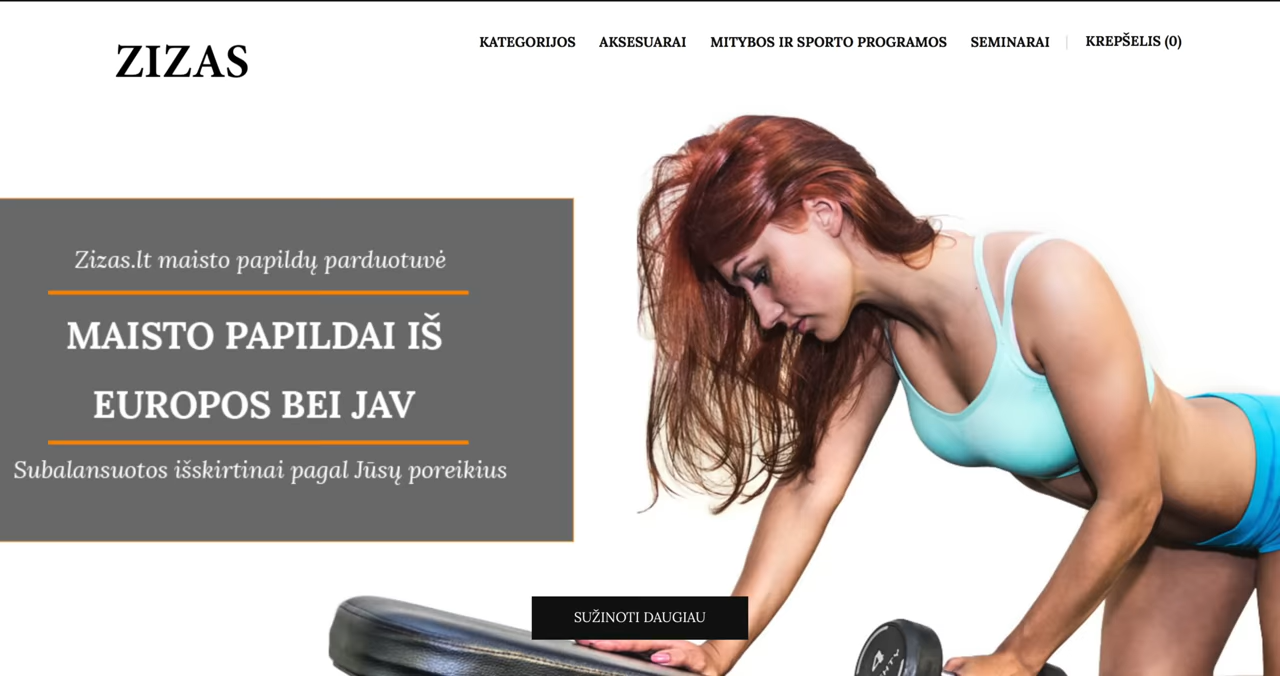 ZIZAS
KATEGORIJOS AKSESUARAI MITYBOS IR SPORTO PROGRAMOS SEMINARAI KREPŠELIS (0)
Zizas.lt maisto papildų parduotuvė
MAISTO PAPILDAI IŠ
EUROPOS BEI JAV
Subalansuotos išskirtinai pagal Jūsų poreikius
SUŽINOTI DAUGIAU